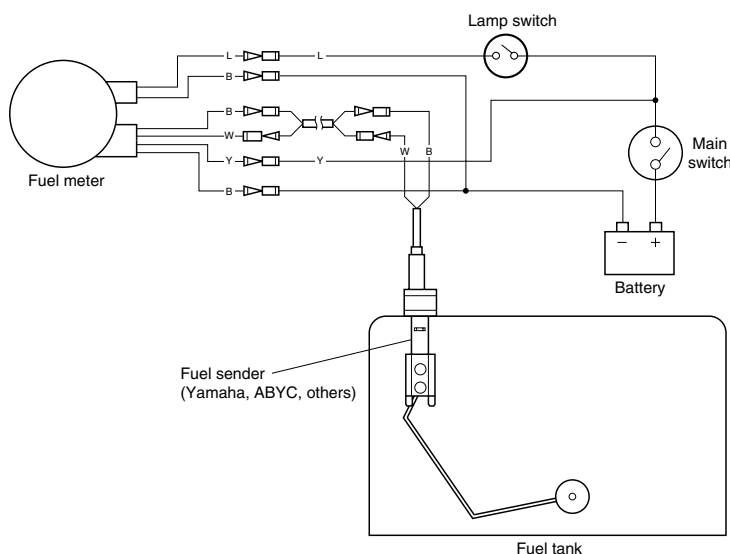 Lamp switch
L L
B
B
W
Y Y
W B
B
Fuel meter
Main
switch
− +
Battery
Fuel sender
(Yamaha, ABYC, others)
Fuel tank